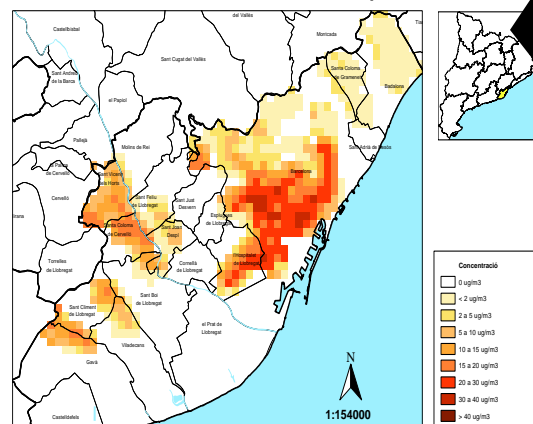 del Vallès
Castellbisbal
Montcada
Sant Cugat del Vallès
Santa Coloma
de Gramenet
Sant Andreu
de la Barca
Badalona
el Papiol
Pallejà
Molins de Rei
Sant Adrià de Besòs
Cervelló
Barcelona
Sant Vicenç
dels Horts
Sant Feliu
de Llobregat
Sant Just
Desvern
Esplugues
de Llobregat
Santa Coloma
de Cervelló
Sant Joan
Despí
Torrelles
de Llobregat
Cornellà
de Llobregat
l'Hospitalet
de Llobregat
Sant Climent
de Llobregat
Sant Boi
de Llobregat
el Prat de
Llobregat
Viladecans
Gavà
Castelldefels
N
1:154000
Concentració
0 ug/m3
< 2 ug/m3
2 a 5 ug/m3
5 a 10 ug/m3
10 a 15 ug/m3
15 a 20 ug/m3
20 a 30 ug/m3
30 a 40 ug/m3
> 40 ug/m3